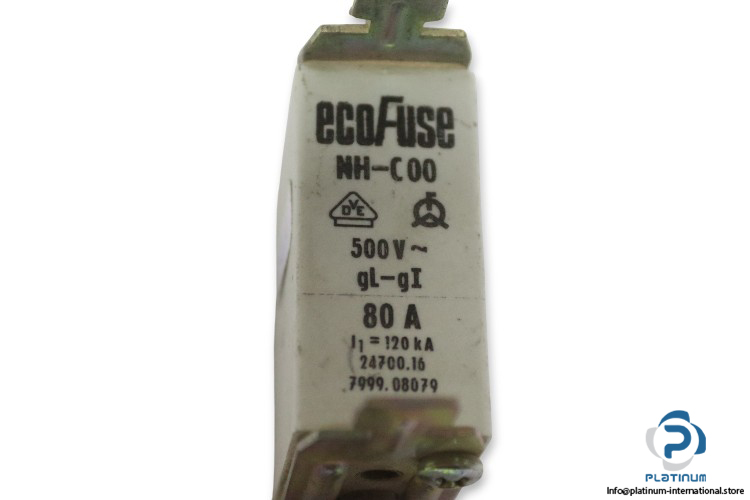 ecoFuse
NH-C00
DVE
500V~
gL-gI
80 A
I1 = 120 kA
24700.16
7999.08079
PLATINUM
Info@platinum-international.store